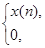 x(n),
0,